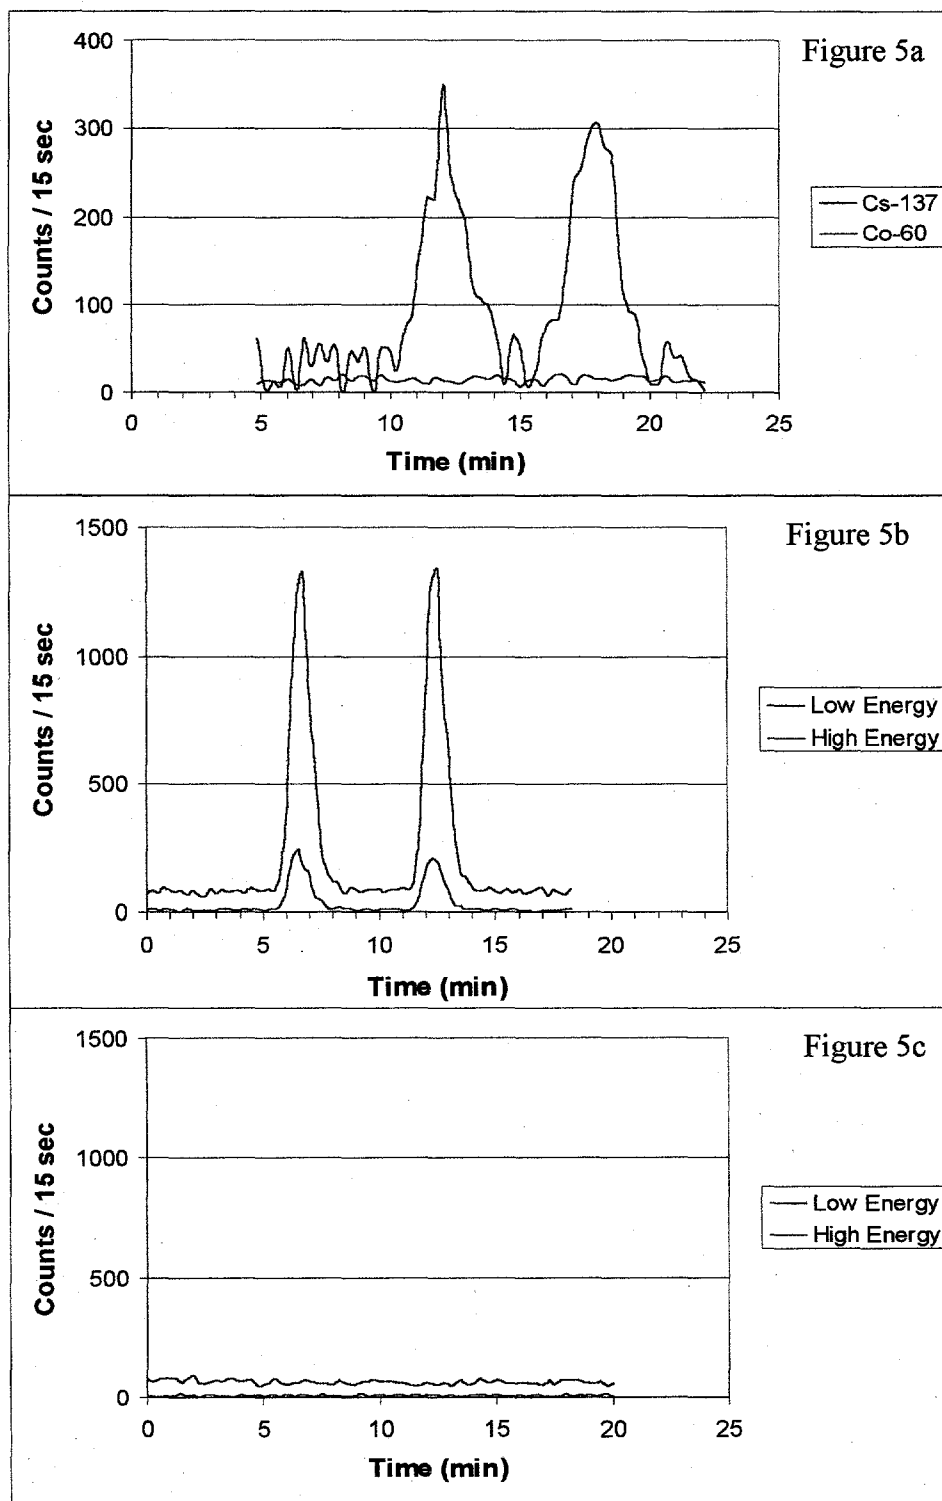 Figure 5a
400
300
200
100
0
Counts / 15 sec
0 5 10 15 20 25
Time (min)
Cs-137
Co-60
Figure 5b
1500
1000
500
0
Counts / 15 sec
0 5 10 15 20 25
Time (min)
Low Energy
High Energy
Figure 5c
1500
1000
500
0
Counts / 15 sec
0 5 10 15 20 25
Time (min)
Low Energy
High Energy